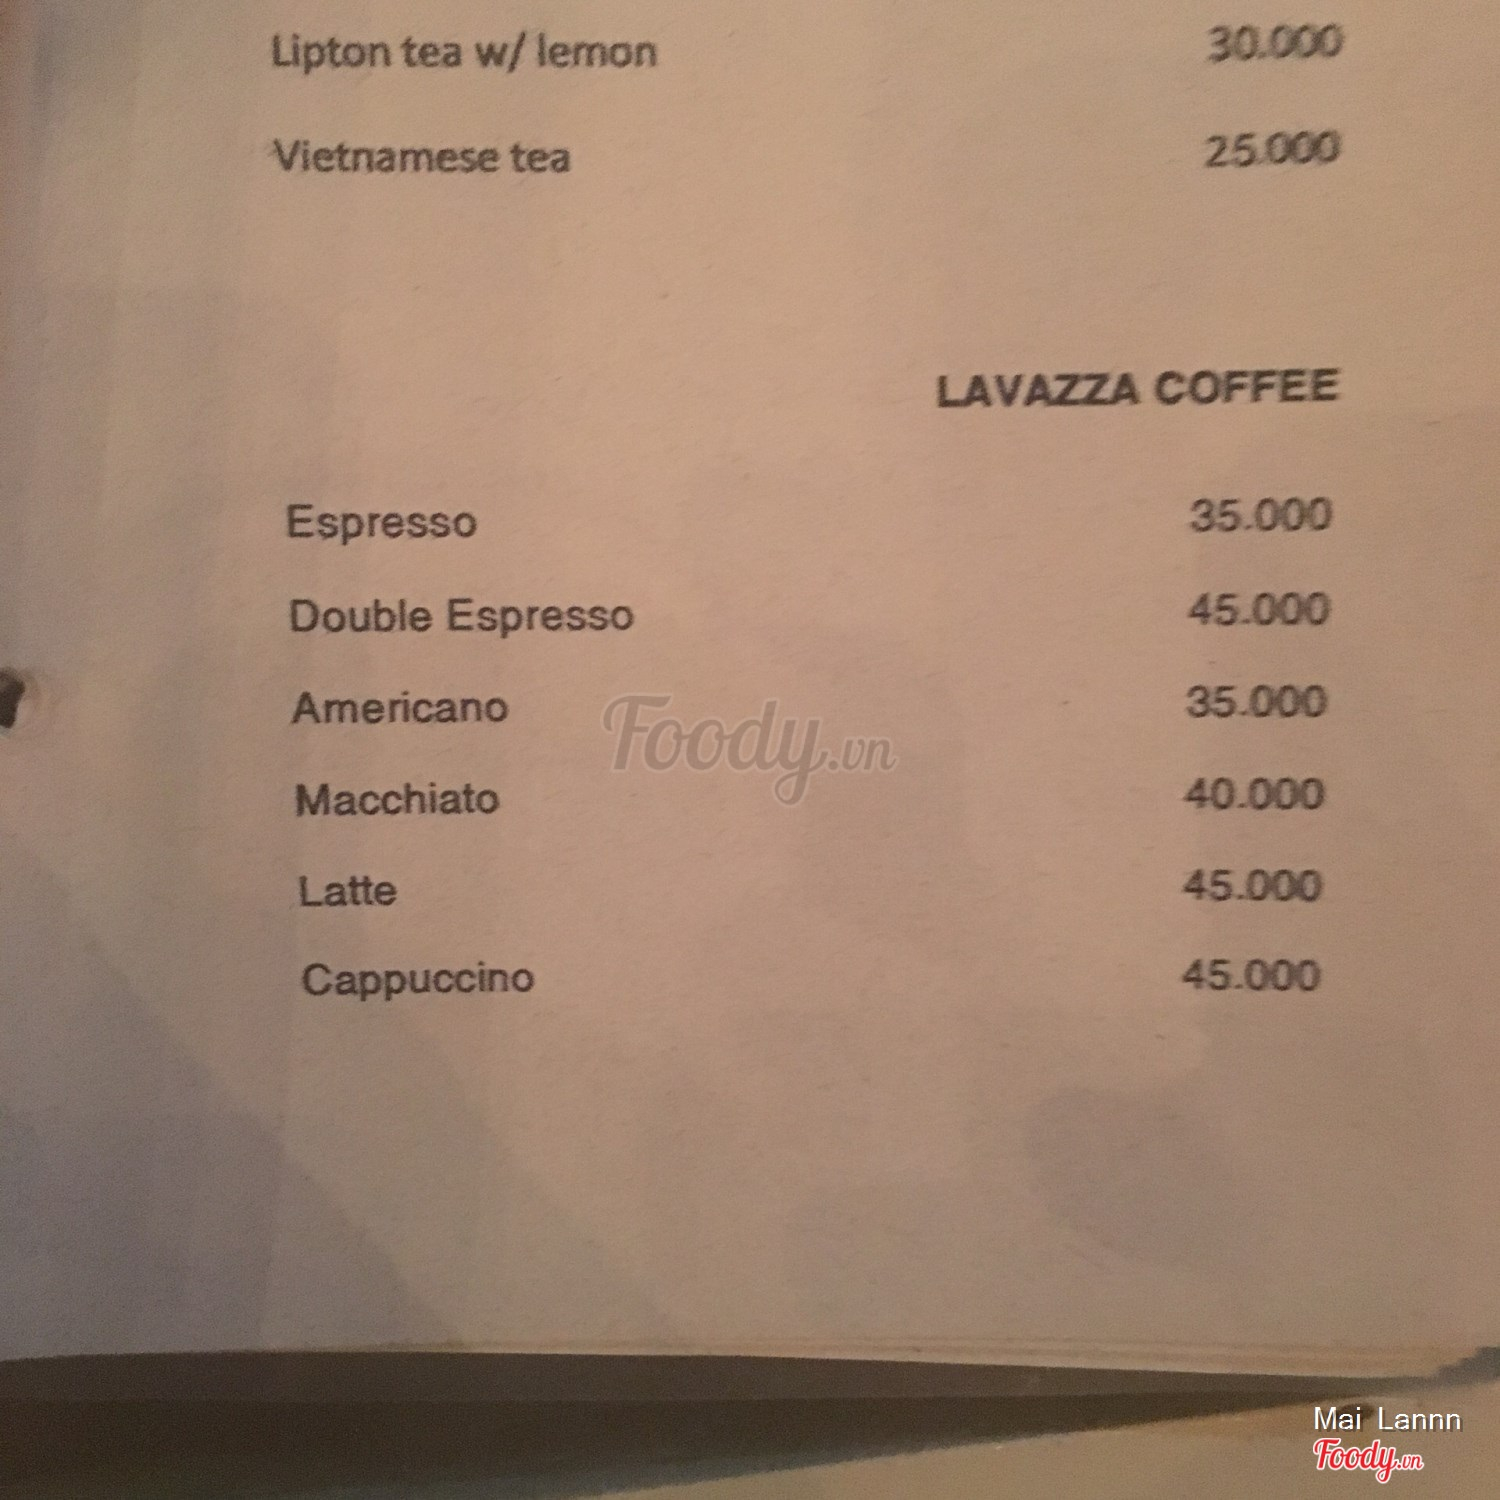 Lipton tea w/ lemon 30.000
Vietnamese tea 25.000
LAVAZZA COFFEE
Espresso 35.000
Double Espresso 45.000
Americano 35.000
Foody.vn
Macchiato 40.000
Latte 45.000
Cappuccino 45.000
Mai Lannn
Foody.vn